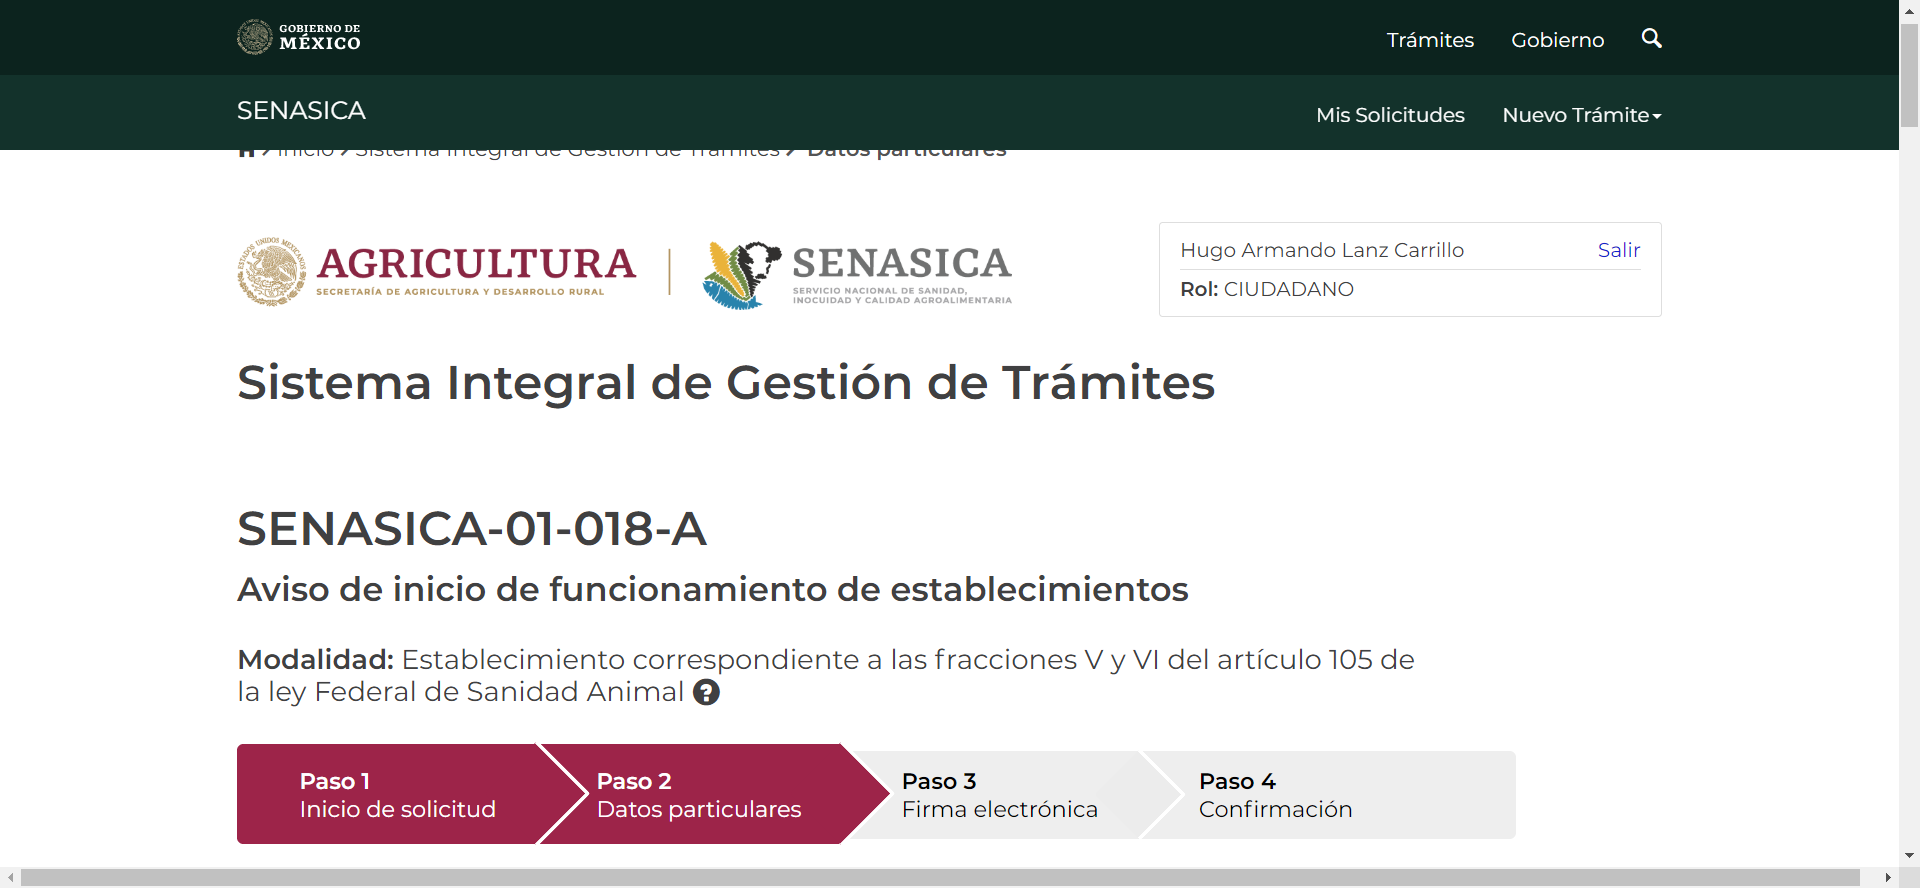 GOBIERNO DE
MÉXICO
Trámites
Gobierno
SENASICA
Mis Solicitudes
Nuevo Trámite
Inicio
Sistema Integral de Gestión de Trámites
Datos particulares
ESTADOS UNIDOS MEXICANOS
AGRICULTURA
SECRETARÍA DE AGRICULTURA Y DESARROLLO RURAL
SENASICA
SERVICIO NACIONAL DE SANIDAD,
INOCUIDAD Y CALIDAD AGROALIMENTARIA
Hugo Armando Lanz Carrillo
Salir
Rol: CIUDADANO
Sistema Integral de Gestión de Trámites
SENASICA-01-018-A
Aviso de inicio de funcionamiento de establecimientos
Modalidad: Establecimiento correspondiente a las fracciones V y VI del artículo 105 de
la ley Federal de Sanidad Animal
Paso 1
Inicio de solicitud
Paso 2
Datos particulares
Paso 3
Firma electrónica
Paso 4
Confirmación